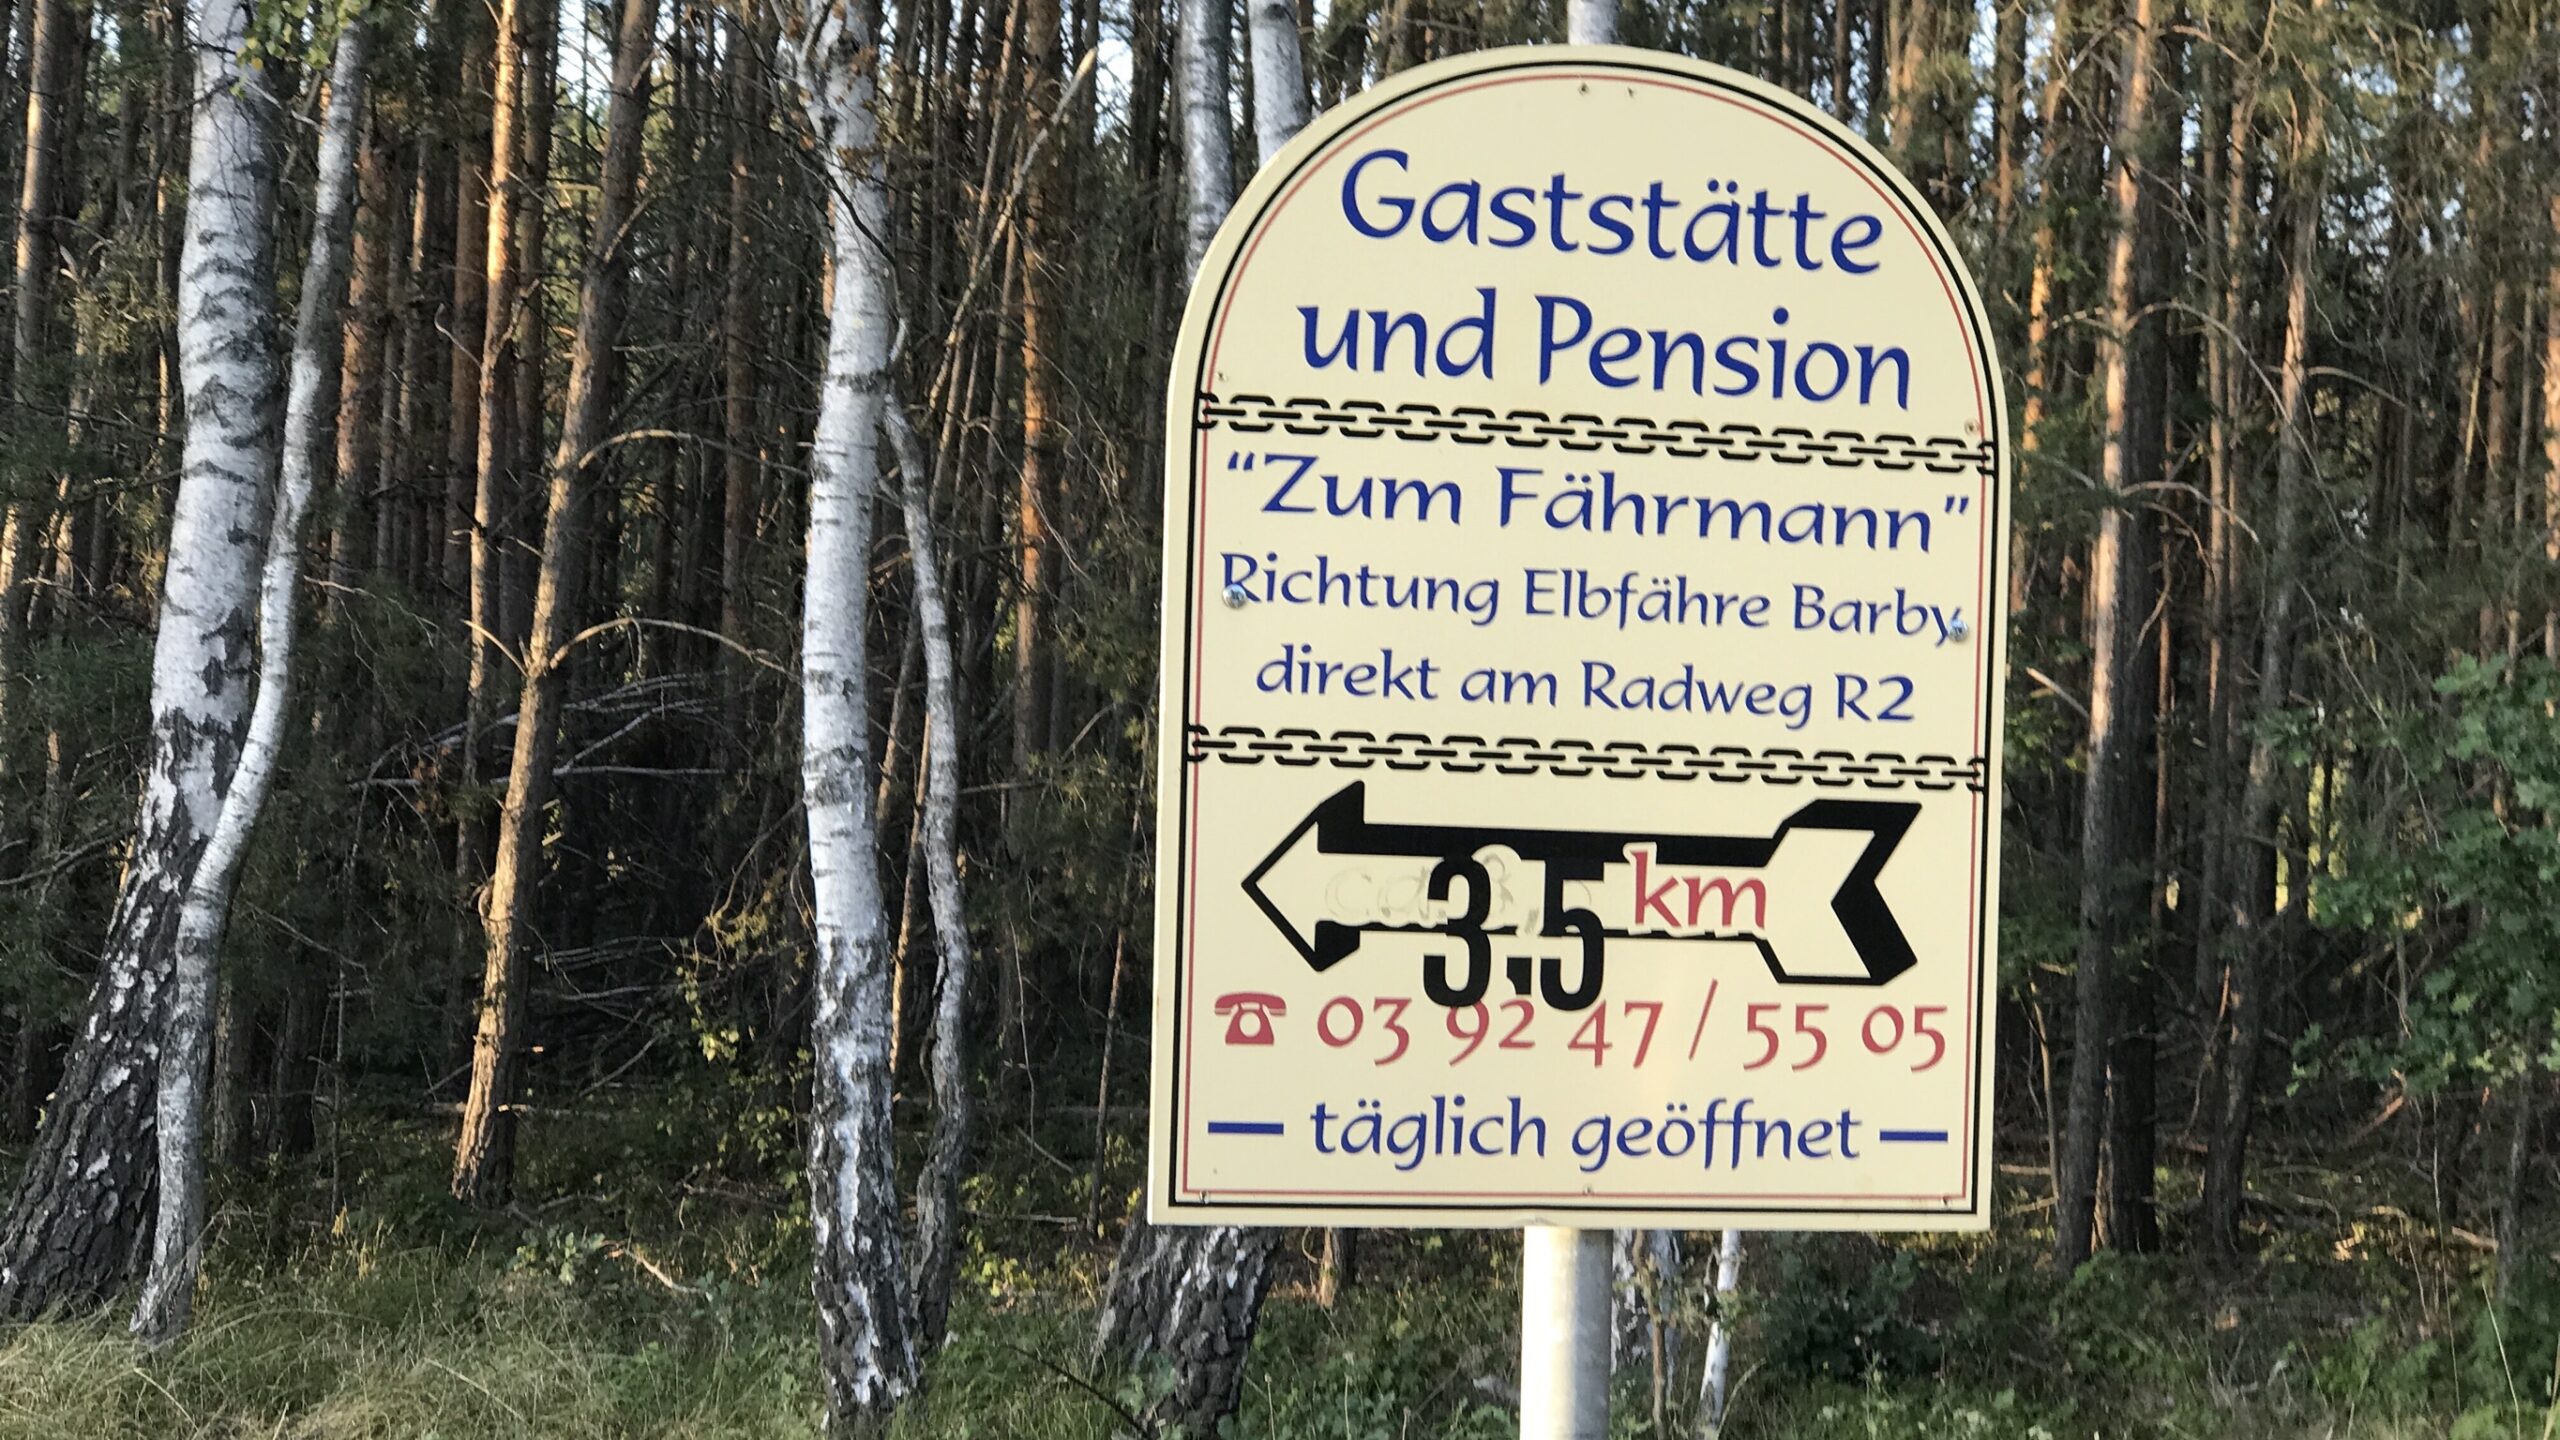 Gaststätte
und Pension
“Zum Fährmann”
Richtung Elbfähre Barby
direkt am Radweg R2
3,5 km
☎ 03 92 47 / 55 05
— täglich geöffnet —